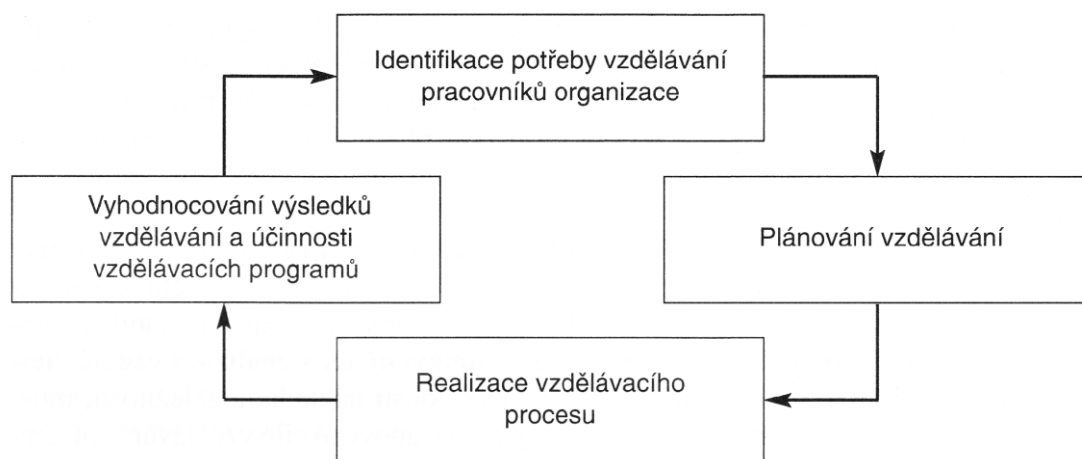 Identifikace potřeby vzdělávání
pracovníků organizace
Plánování vzdělávání
Realizace vzdělávacího
procesu
Vyhodnocování výsledků
vzdělávání a účinnosti
vzdělávacích programů